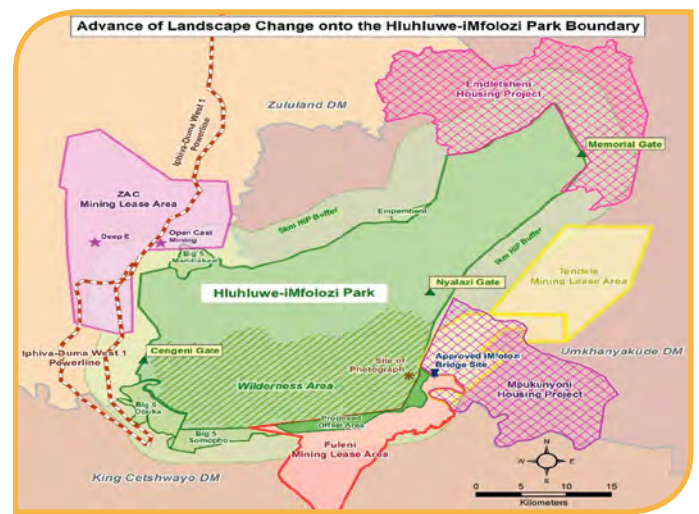 Advance of Landscape Change onto the Hluhluwe-iMfolozi Park Boundary
Emdletsheni
Housing Project
Zululand DM
Iphiva-Duma West 1
Powerline
Memorial Gate
ZAC
Mining Lease Area
Deep E
Open Cast
Mining
5km HiP Buffer
Empembeni
5km HiP Buffer
Big 5
Hluhluwe-iMfolozi Park
Nyalazi Gate
Tendele
Mining Lease Area
Iphiva-Duma West 1
Powerline
Cengeni Gate
Site of
Photograph
Approved iMfolozi
Bridge Site
Umkhanyakude DM
Wilderness Area
Mpukunyoni
Housing Project
Big 5
Obuka
Big 5
Somopho
Proposed
Offset Area
Fuleni
Mining Lease Area
King Cetshwayo DM
N
W
E
S
0
5
10
15
Kilometers